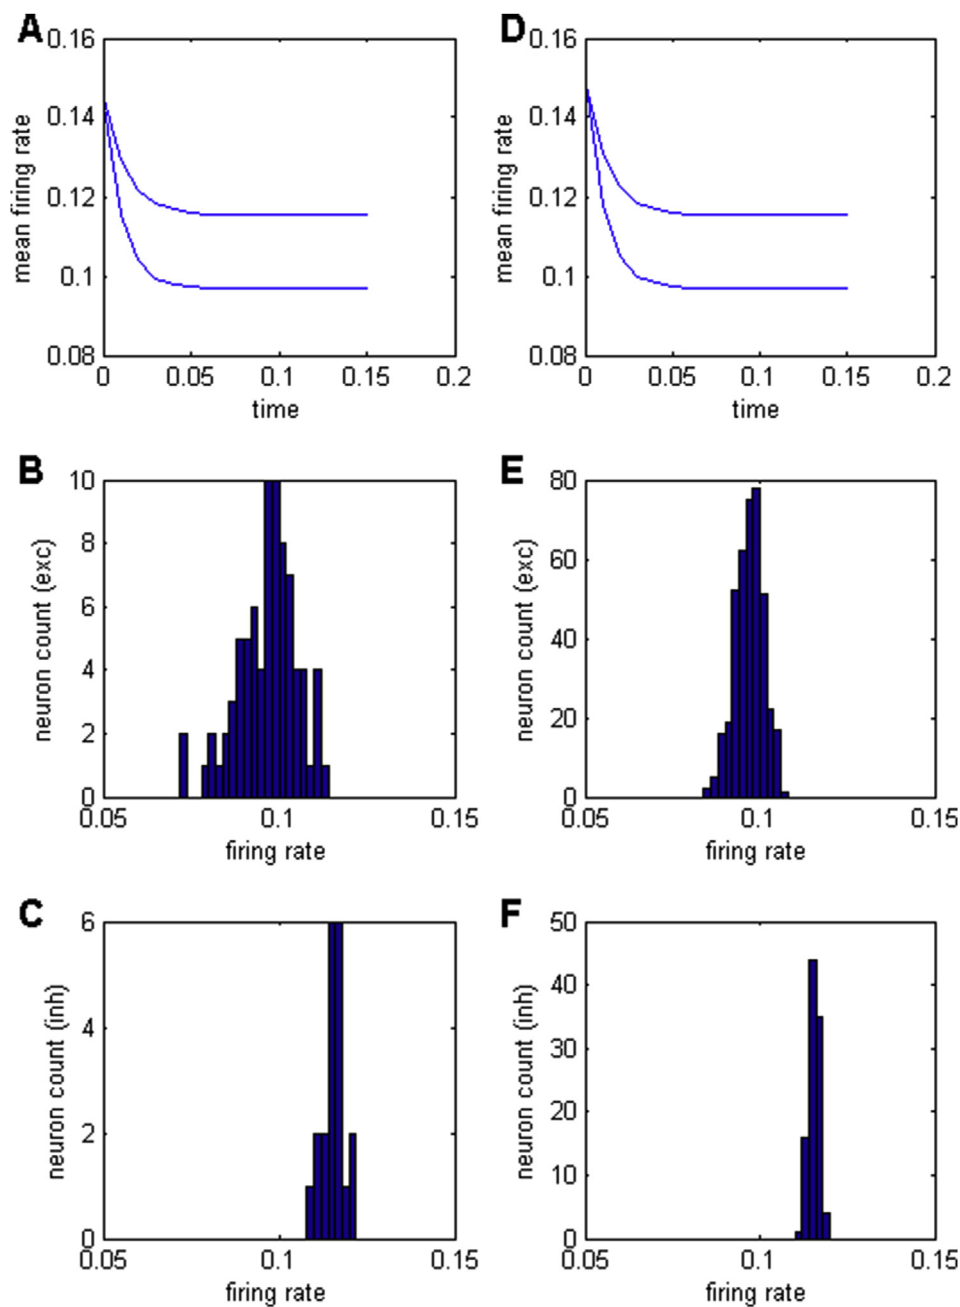 A
0.16
0.14
0.12
0.1
0.08
mean firing rate
0 0.05 0.1 0.15 0.2
time
D
0.16
0.14
0.12
0.1
0.08
mean firing rate
0 0.05 0.1 0.15 0.2
time
B
10
8
6
4
2
0
neuron count (exc)
0.05 0.1 0.15
firing rate
E
80
60
40
20
0
neuron count (exc)
0.05 0.1 0.15
firing rate
C
6
4
2
0
neuron count (inh)
0.05 0.1 0.15
firing rate
F
50
40
30
20
10
0
neuron count (inh)
0.05 0.1 0.15
firing rate